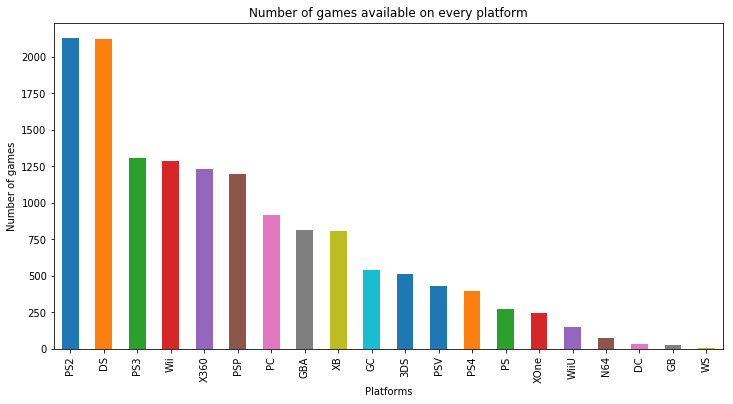 Number of games available on every platform
Number of games
2000
1750
1500
1250
1000
750
500
250
0
PS2 DS PS3 Wii X360 PSP PC GBA XB GC 3DS PSV PS4 PS XOne WiiU N64 DC GB WS
Platforms